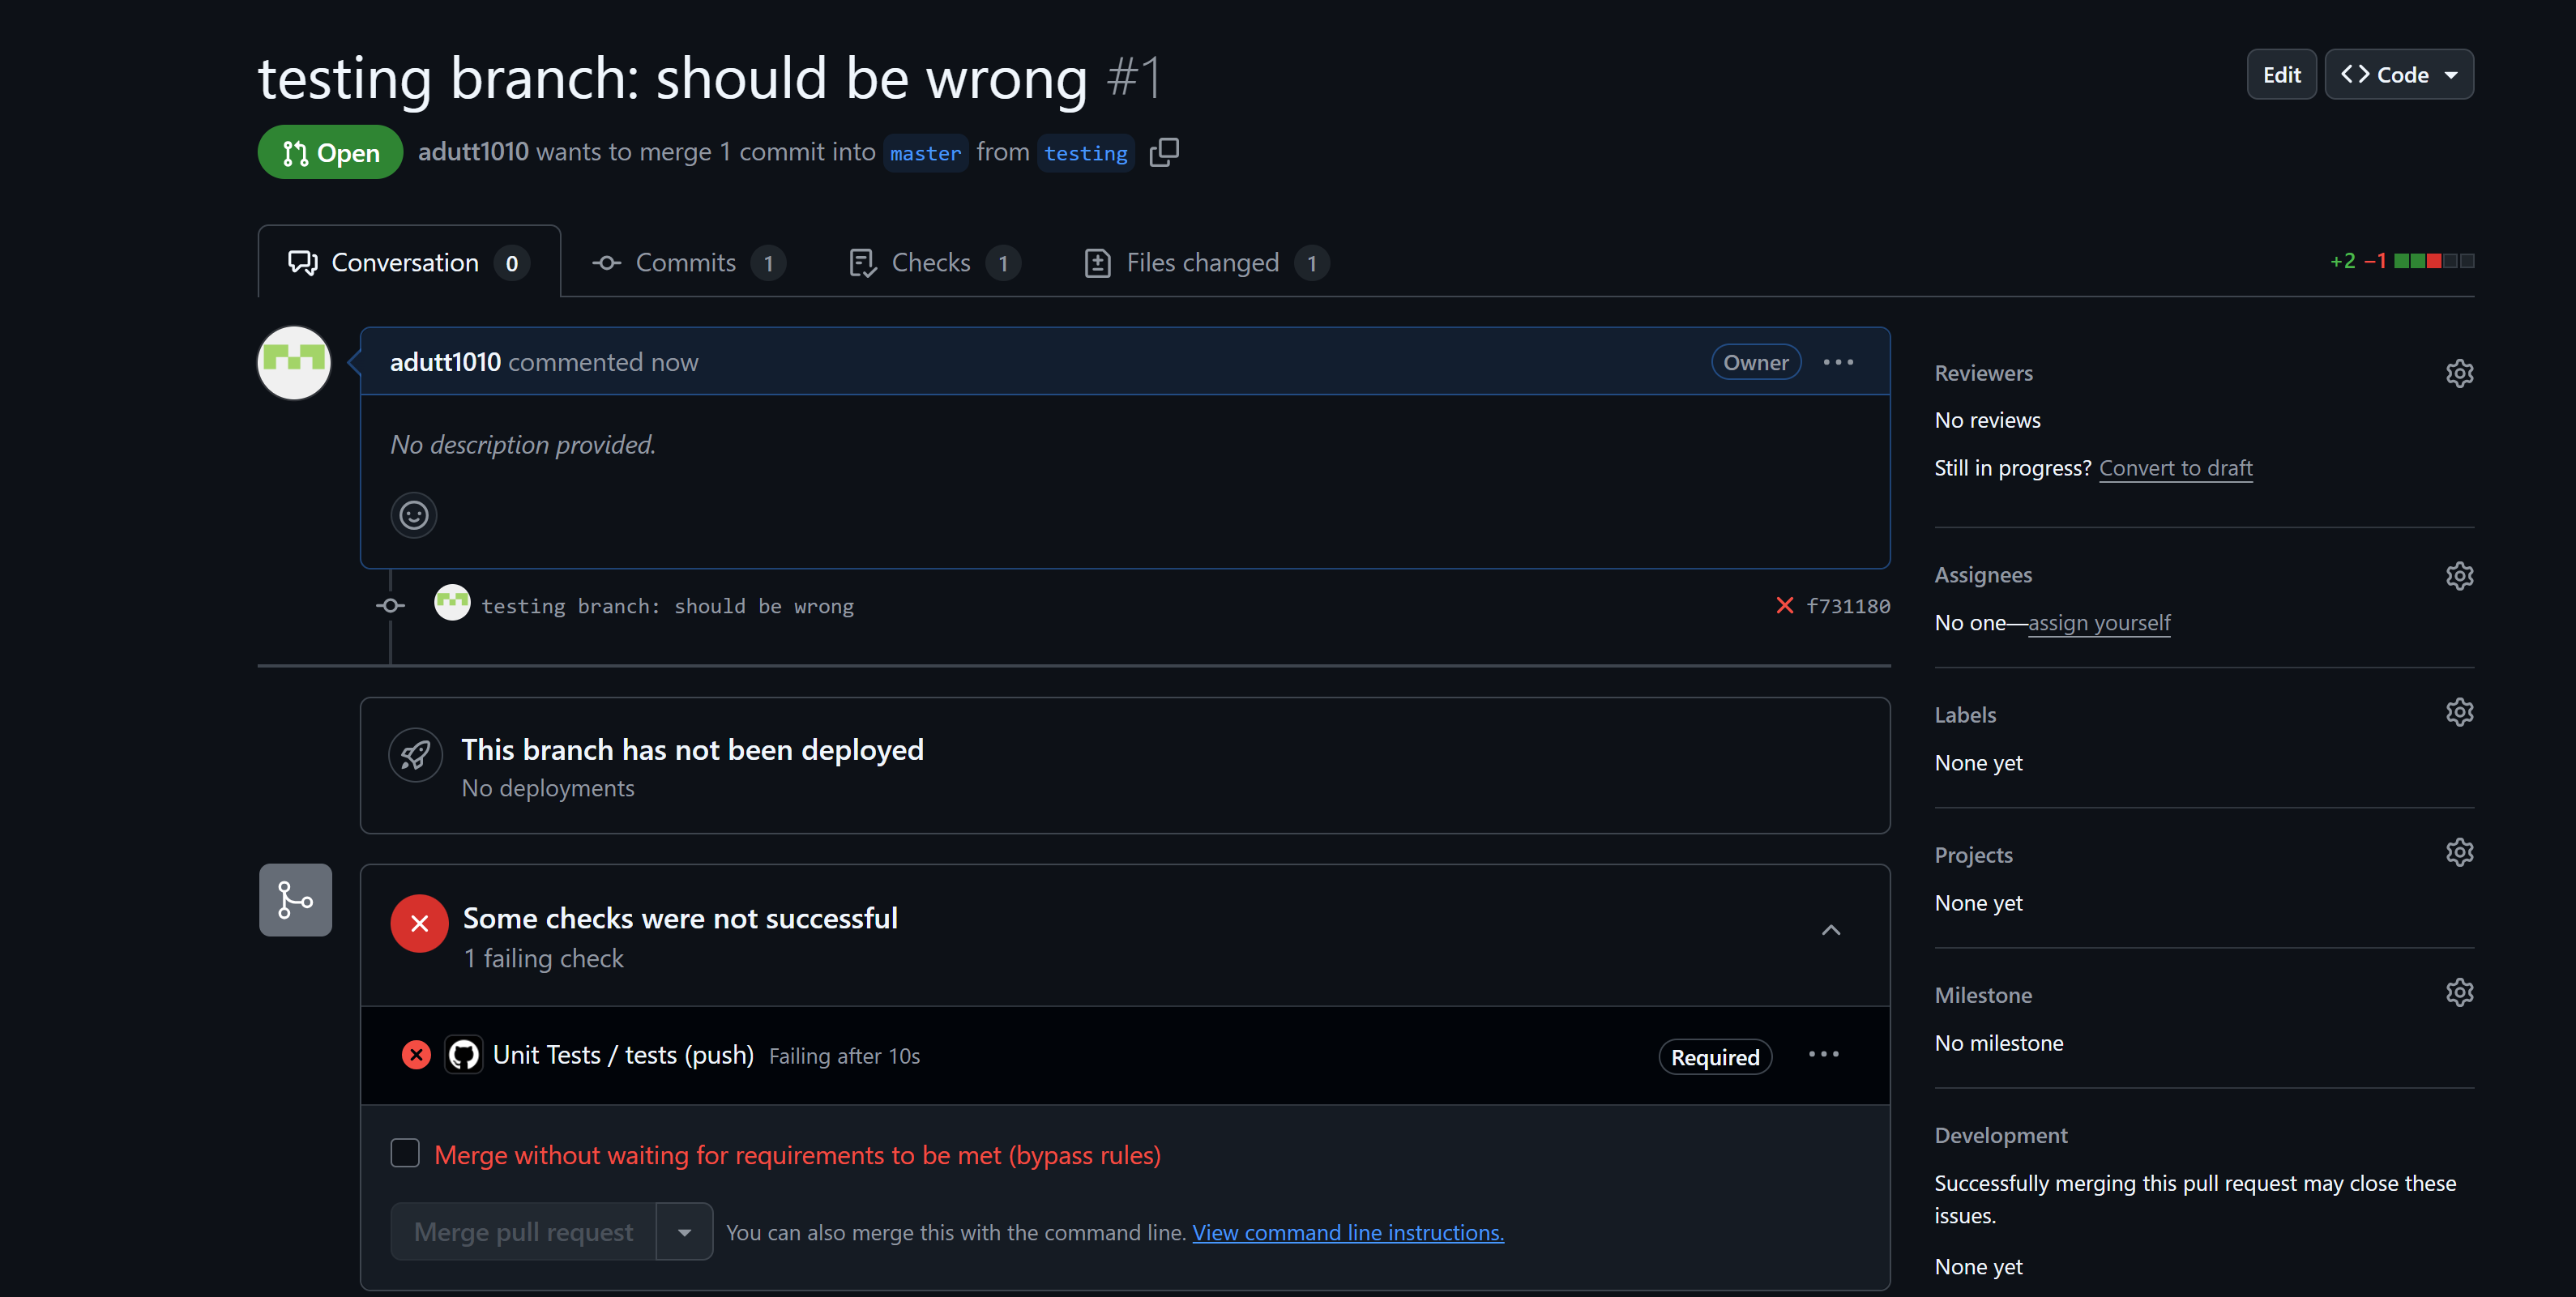 testing branch: should be wrong #1
Edit
Code
Open
adutt1010 wants to merge 1 commit into master from testing
Conversation 0
Commits 1
Checks 1
Files changed 1
+2 −1
adutt1010 commented now
Owner
No description provided.
testing branch: should be wrong
f731180
This branch has not been deployed
No deployments
Some checks were not successful
1 failing check
Unit Tests / tests (push) Failing after 10s
Required
Merge without waiting for requirements to be met (bypass rules)
Merge pull request
You can also merge this with the command line. View command line instructions.
Reviewers
No reviews
Still in progress? Convert to draft
Assignees
No one—assign yourself
Labels
None yet
Projects
None yet
Milestone
No milestone
Development
Successfully merging this pull request may close these
issues.
None yet